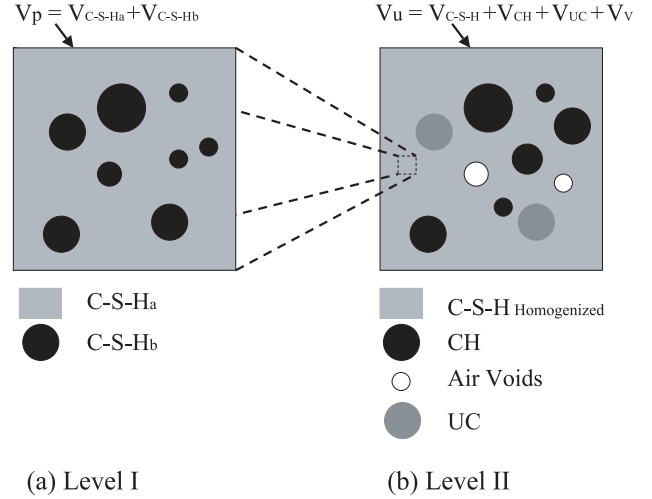 Vp = VC-S-Ha+VC-S-Hb
Vu = VC-S-H+VCH+VUC+VV
C-S-Ha
C-S-Hb
C-S-H Homogenized
CH
Air Voids
UC
(a) Level I
(b) Level II